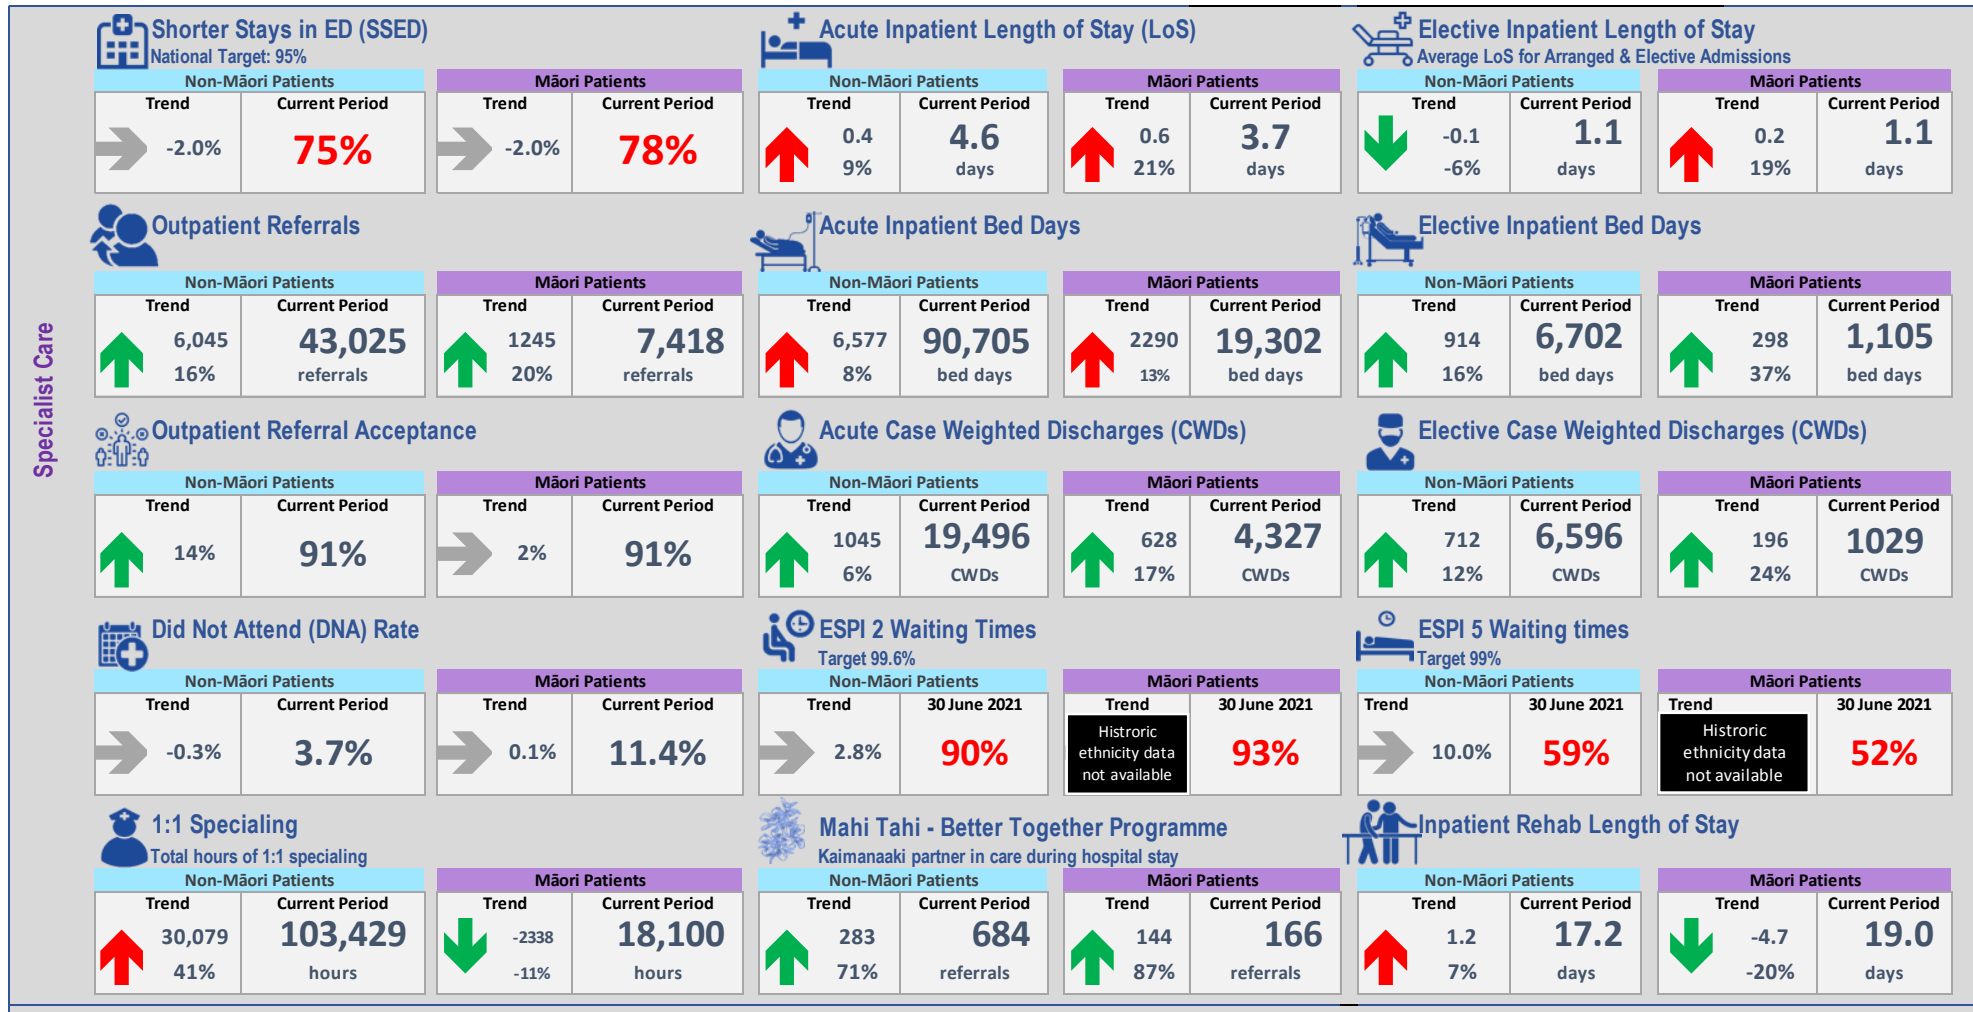 Specialist Care
Shorter Stays in ED (SSED)
National Target: 95%
Non-Māori Patients
Māori Patients
Trend
Current Period
Trend
Current Period
-2.0%
75%
-2.0%
78%
Acute Inpatient Length of Stay (LoS)
Non-Māori Patients
Māori Patients
Trend
Current Period
Trend
Current Period
0.4
4.6
0.6
3.7
9%
days
21%
days
Elective Inpatient Length of Stay
Average LoS for Arranged & Elective Admissions
Non-Māori Patients
Māori Patients
Trend
Current Period
Trend
Current Period
-0.1
1.1
0.2
1.1
-6%
days
19%
days
Outpatient Referrals
Non-Māori Patients
Māori Patients
Trend
Current Period
Trend
Current Period
6,045
43,025
1245
7,418
16%
referrals
20%
referrals
Acute Inpatient Bed Days
Non-Māori Patients
Māori Patients
Trend
Current Period
Trend
Current Period
6,577
90,705
2290
19,302
8%
bed days
13%
bed days
Elective Inpatient Bed Days
Non-Māori Patients
Māori Patients
Trend
Current Period
Trend
Current Period
914
6,702
298
1,105
16%
bed days
37%
bed days
Outpatient Referral Acceptance
Non-Māori Patients
Māori Patients
Trend
Current Period
Trend
Current Period
14%
91%
2%
91%
Acute Case Weighted Discharges (CWDs)
Non-Māori Patients
Māori Patients
Trend
Current Period
Trend
Current Period
1045
19,496
628
4,327
6%
CWDs
17%
CWDs
Elective Case Weighted Discharges (CWDs)
Non-Māori Patients
Māori Patients
Trend
Current Period
Trend
Current Period
712
6,596
196
1029
12%
CWDs
24%
CWDs
Did Not Attend (DNA) Rate
Non-Māori Patients
Māori Patients
Trend
Current Period
Trend
Current Period
-0.3%
3.7%
0.1%
11.4%
ESPI 2 Waiting Times
Target 99.6%
Non-Māori Patients
Māori Patients
Trend
30 June 2021
Trend
30 June 2021
2.8%
90%
Histroric
ethnicity data
not available
93%
ESPI 5 Waiting times
Target 99%
Non-Māori Patients
Māori Patients
Trend
30 June 2021
Trend
30 June 2021
10.0%
59%
Histroric
ethnicity data
not available
52%
1:1 Specialing
Total hours of 1:1 specialing
Non-Māori Patients
Māori Patients
Trend
Current Period
Trend
Current Period
30,079
103,429
-2338
18,100
41%
hours
-11%
hours
Mahi Tahi - Better Together Programme
Kaimanaaki partner in care during hospital stay
Non-Māori Patients
Māori Patients
Trend
Current Period
Trend
Current Period
283
684
144
166
71%
referrals
87%
referrals
Inpatient Rehab Length of Stay
Non-Māori Patients
Māori Patients
Trend
Current Period
Trend
Current Period
1.2
17.2
-4.7
19.0
7%
days
-20%
days